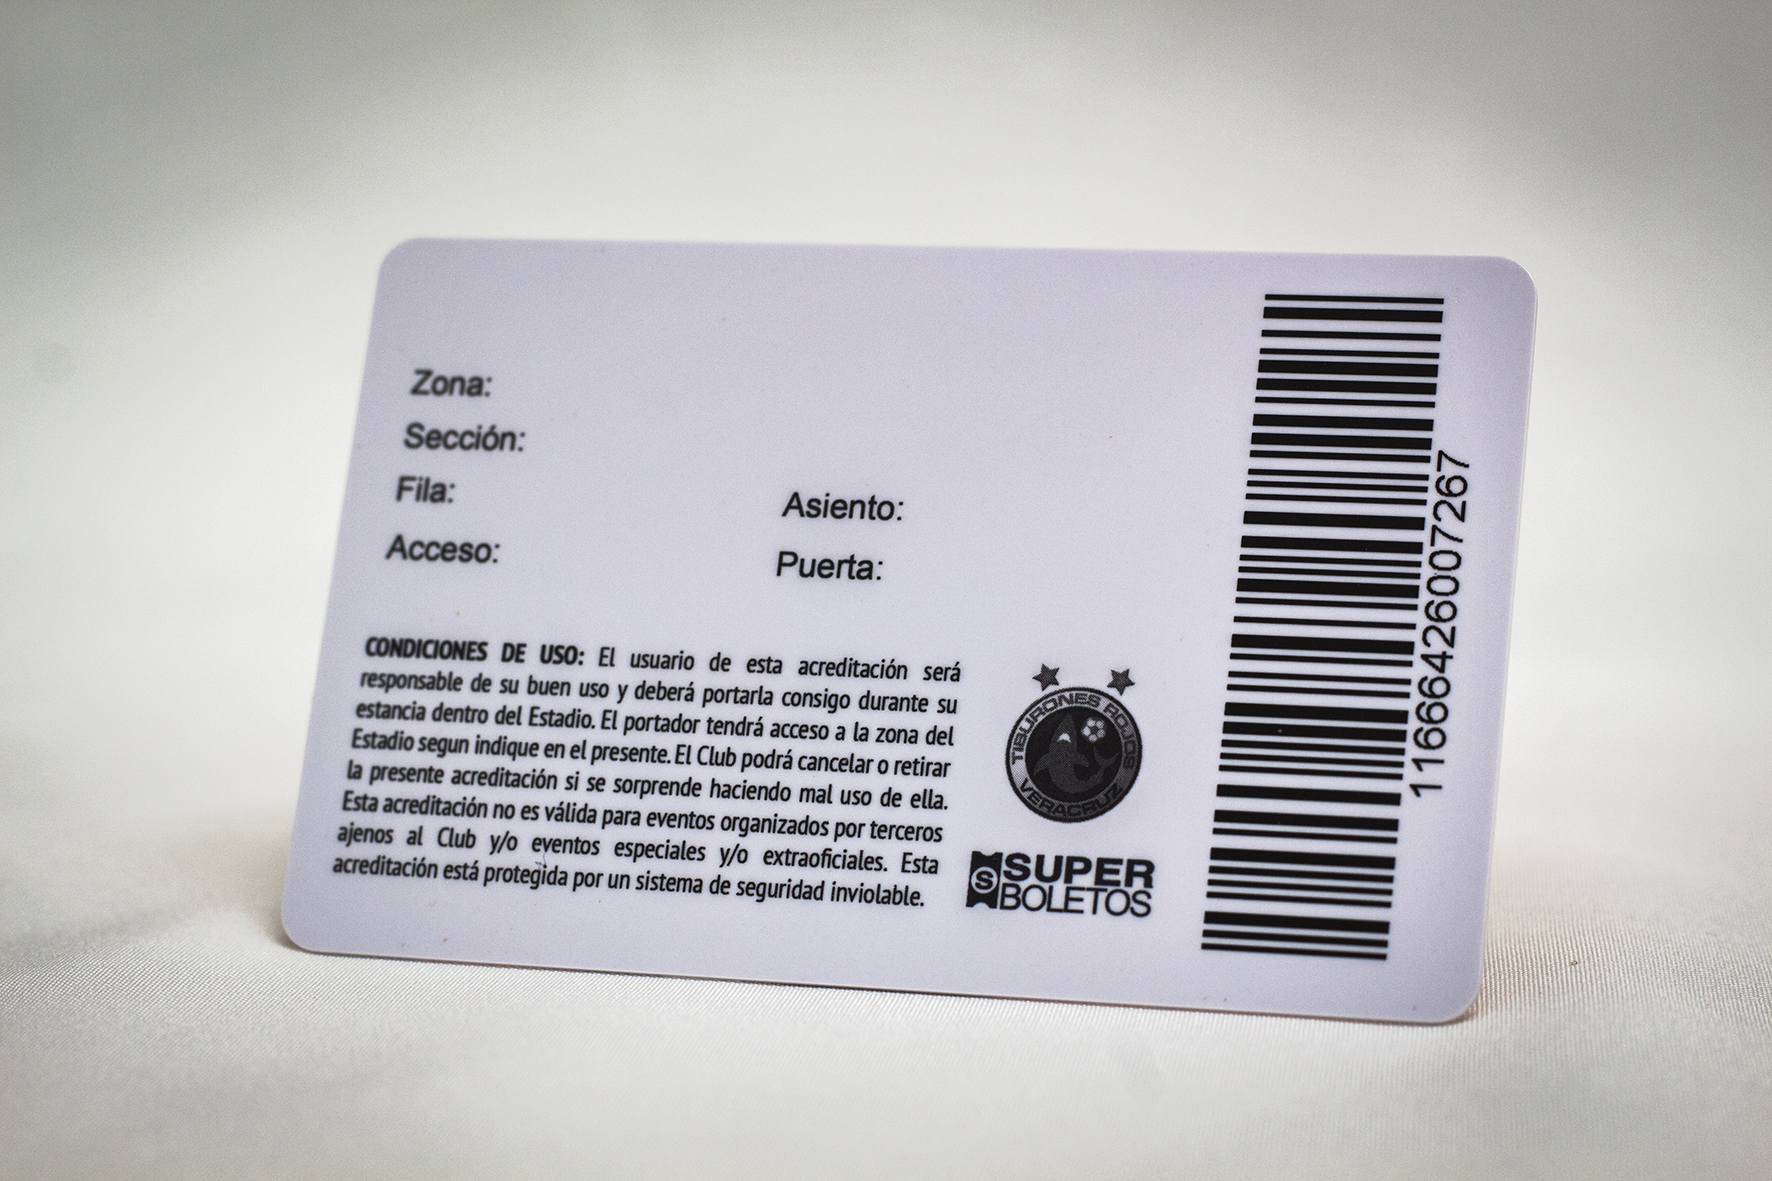 Zona:
Sección:
Fila:
Asiento:
Acceso:
Puerta:
CONDICIONES DE USO: El usuario de esta acreditación será
responsable de su buen uso y deberá portarla consigo durante su
estancia dentro del Estadio. El portador tendrá acceso a la zona del
Estadio segun indique en el presente. El Club podrá cancelar o retirar
la presente acreditación si se sorprende haciendo mal uso de ella.
Esta acreditación no es válida para eventos organizados por terceros
ajenos al Club y/o eventos especiales y/o extraoficiales. Esta
acreditación está protegida por un sistema de seguridad inviolable.
TIBURONES ROJOS
VERACRUZ
S SUPER
BOLETOS
11666426007267